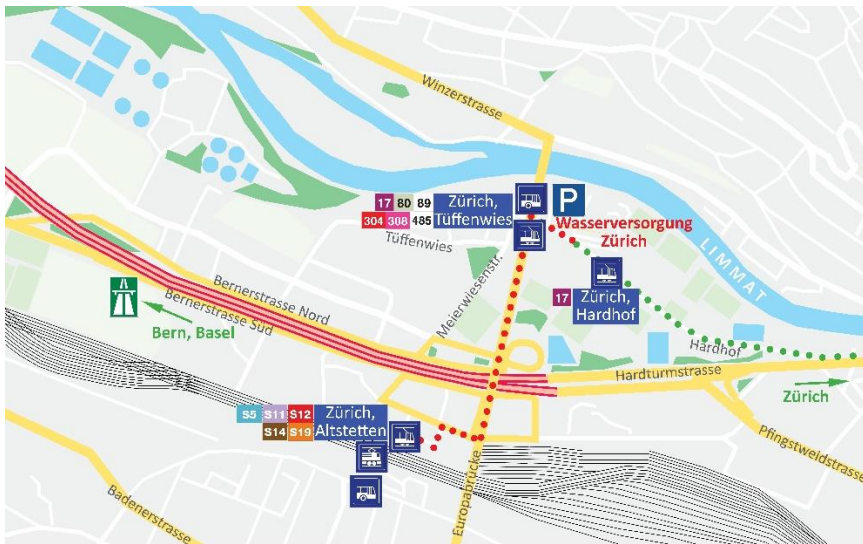 Winzerstrasse
17 80 89
304 308 485
Zürich,
Tüffenwies
P
Tüffenwies
Wasserversorgung
Zürich
LIMMAT
Meierwiesenstr.
17
Zürich,
Hardhof
Bernerstrasse Nord
Bernerstrasse Süd
Bern, Basel
Hardhof
Hardturmstrasse
Zürich
S5 S11 S12
S14 S19
Zürich,
Altstetten
Pfingstweidstrasse
Europabrücke
Badenerstrasse